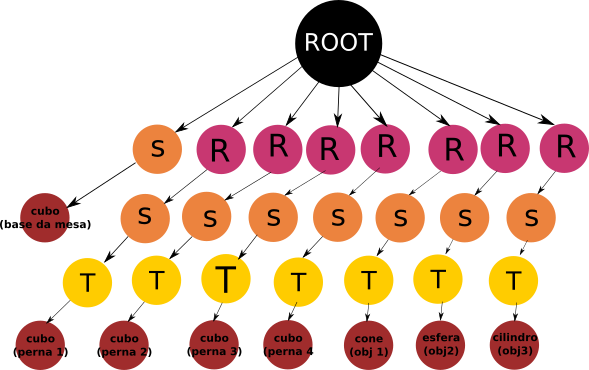 ROOT
S R R R R R R R
cubo
(base da mesa)
S S S S S S S
T T T T T T T
cubo
(perna 1)
cubo
(perna 2)
cubo
(perna 3)
cubo
(perna 4
cone
(obj 1)
esfera
(obj2)
cilindro
(obj3)